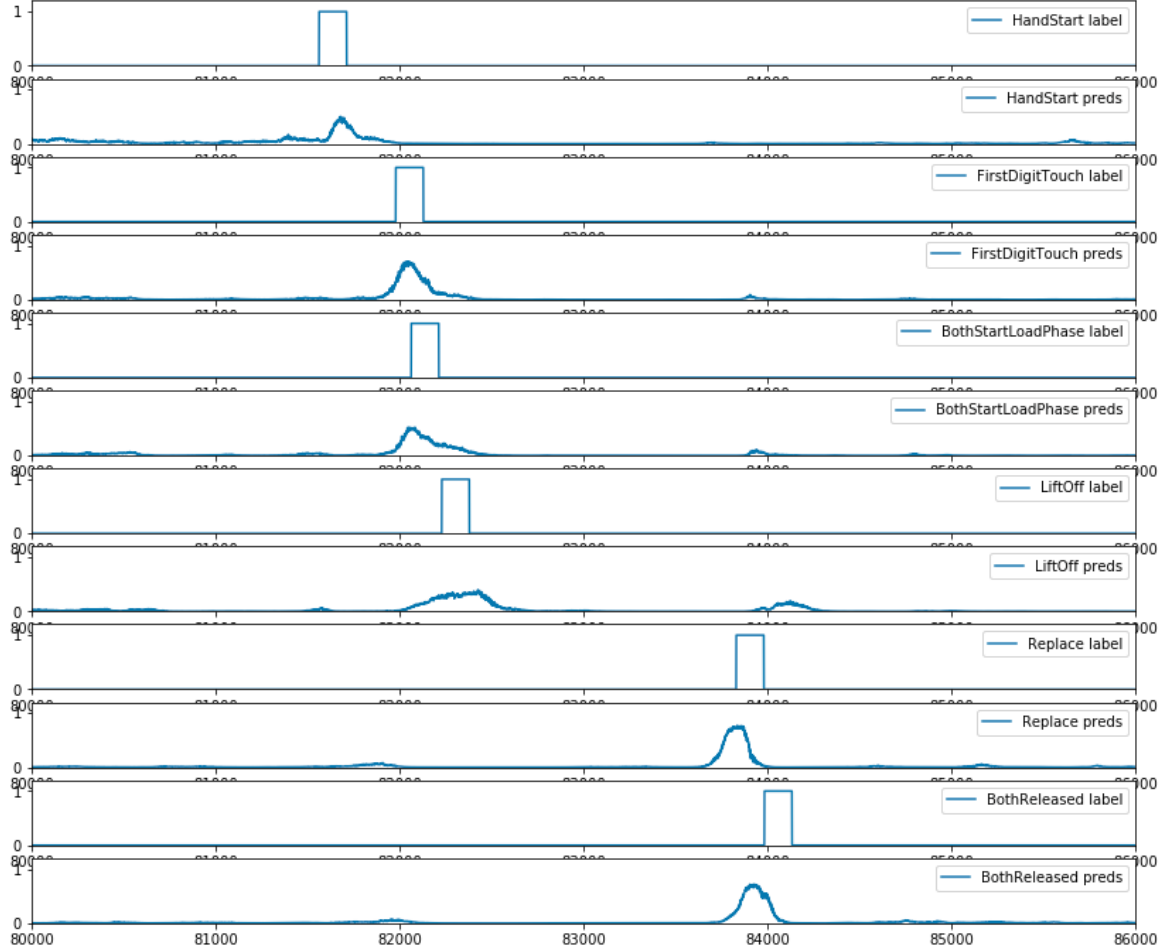 1
HandStart label
0
1
HandStart preds
0
1
FirstDigitTouch label
0
1
FirstDigitTouch preds
0
1
BothStartLoadPhase label
0
1
BothStartLoadPhase preds
0
1
LiftOff label
0
1
LiftOff preds
0
1
Replace label
0
1
Replace preds
0
1
BothReleased label
0
1
BothReleased preds
0
80000 81000 82000 83000 84000 85000 86000